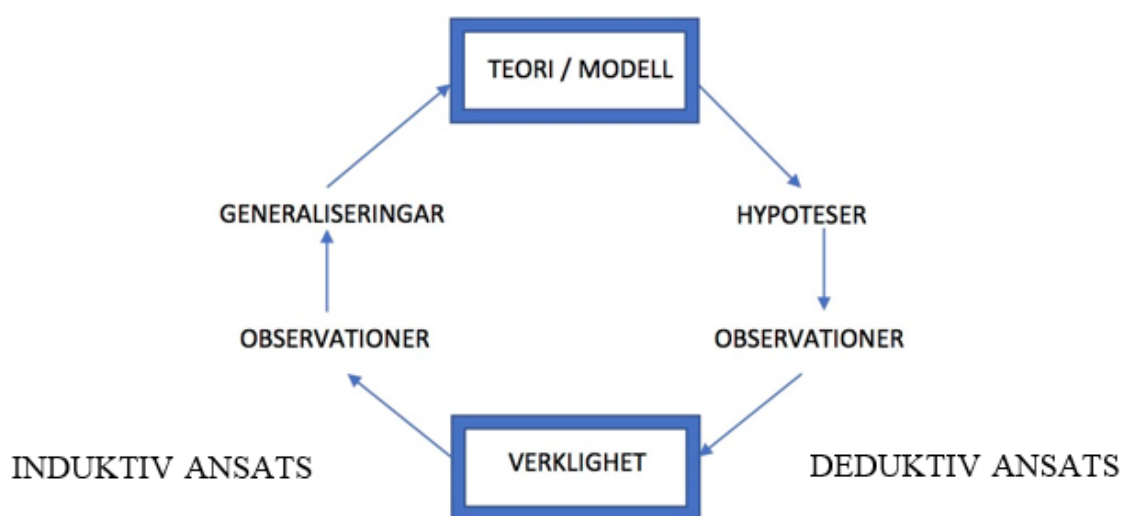 TEORI / MODELL
GENERALISERINGAR
HYPOTESER
OBSERVATIONER
OBSERVATIONER
VERKLIGHET
INDUKTIV ANSATS
DEDUKTIV ANSATS